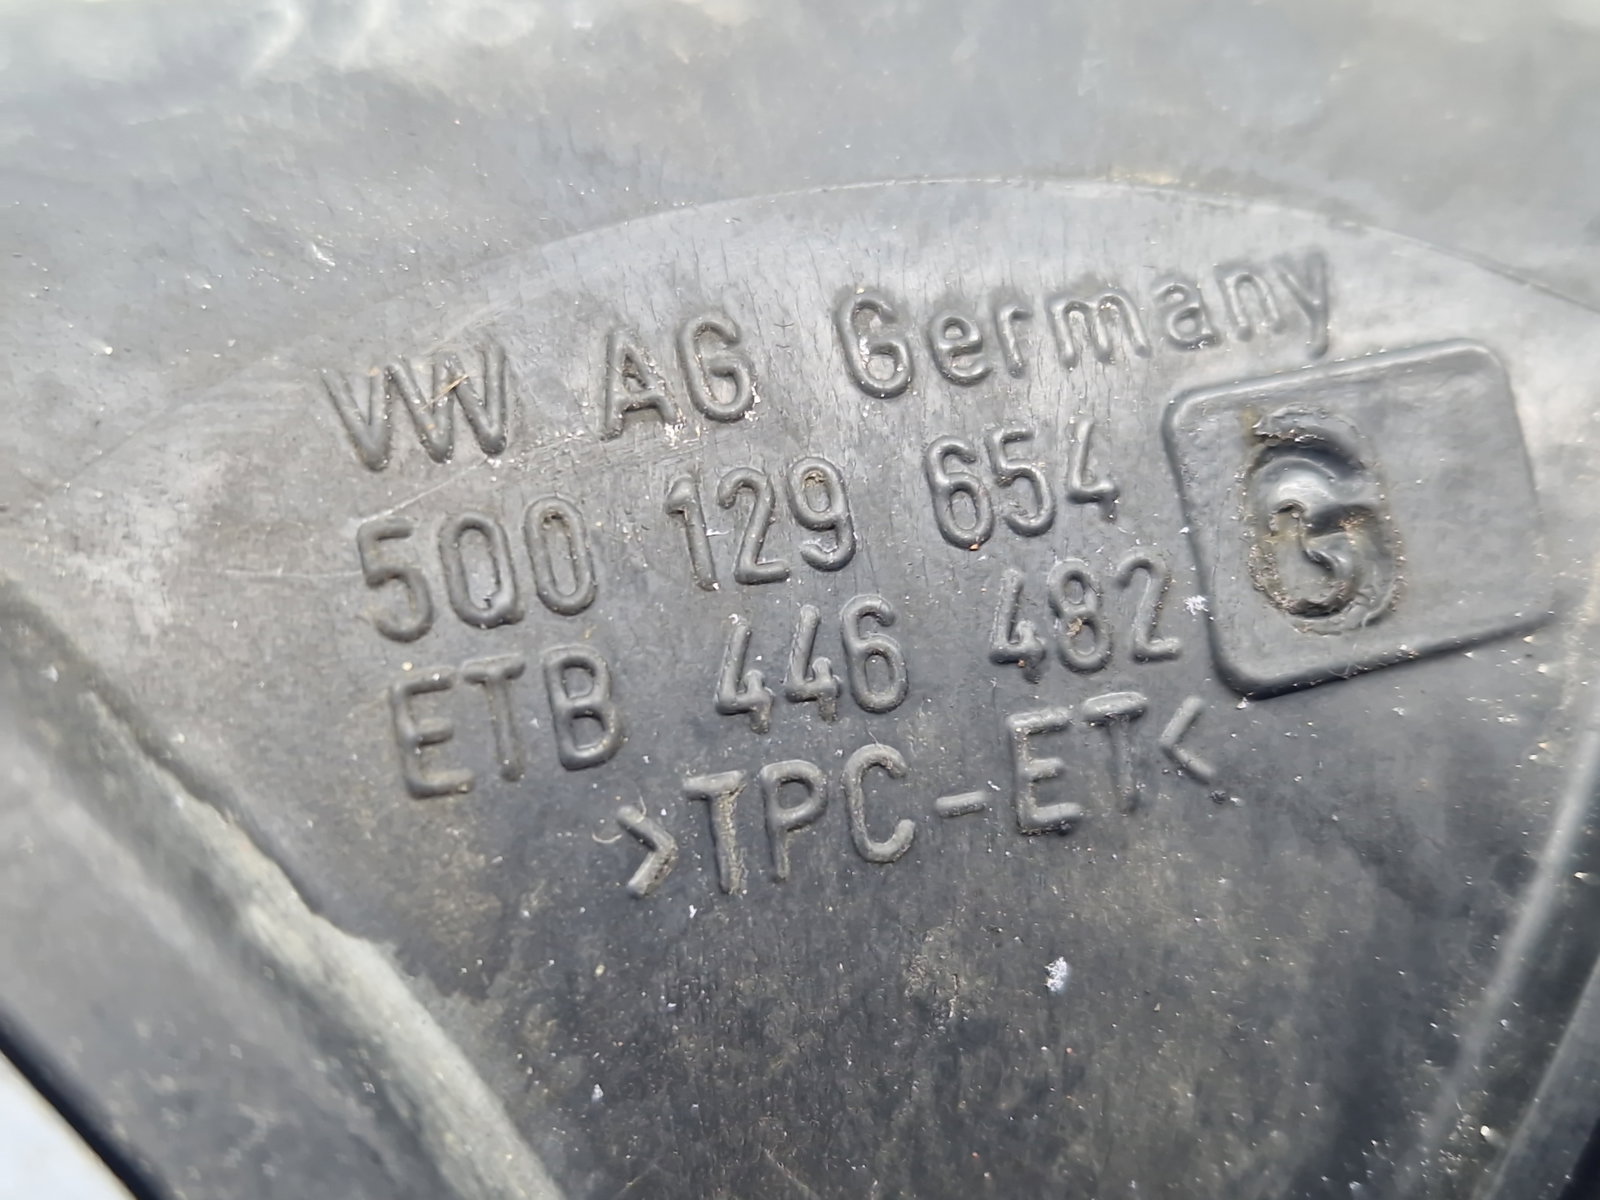 VW AG Germany
5Q0 129 654 G
ETB 446 482
>TPC-ET<